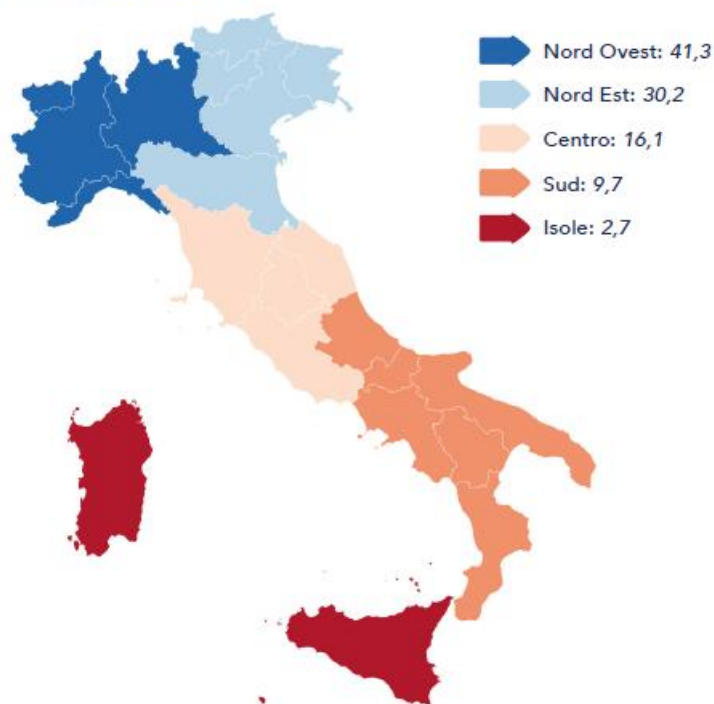 Nord Ovest: 41,3
Nord Est: 30,2
Centro: 16,1
Sud: 9,7
Isole: 2,7